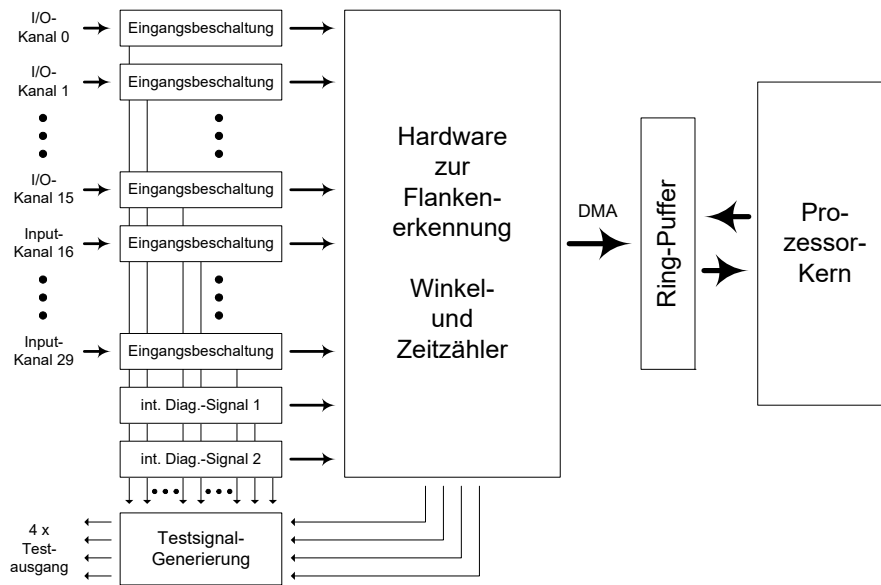 I/O-
Kanal 0
Eingangsbeschaltung
I/O-
Kanal 1
Eingangsbeschaltung
I/O-
Kanal 15
Eingangsbeschaltung
Input-
Kanal 16
Eingangsbeschaltung
Input-
Kanal 29
Eingangsbeschaltung
int. Diag.-Signal 1
int. Diag.-Signal 2
Hardware
zur
Flanken-
erkennung
Winkel-
und
Zeitzähler
DMA
Ring-Puffer
Pro-
zessor-
Kern
4 x
Test-
ausgang
Testsignal-
Generierung